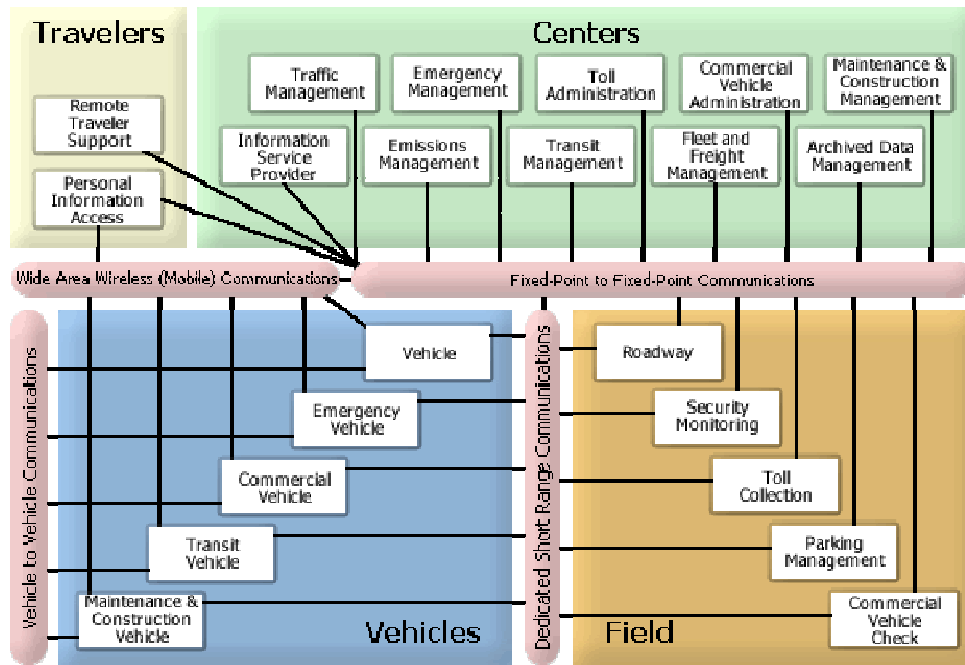 Travelers
Remote
Traveler
Support
Personal
Information
Access
Centers
Traffic
Management
Emergency
Management
Toll
Administration
Commercial
Vehicle
Administration
Maintenance &
Construction
Management
Information
Service
Provider
Emissions
Management
Transit
Management
Fleet and
Freight
Management
Archived Data
Management
Wide Area Wireless (Mobile) Communications
Fixed-Point to Fixed-Point Communications
Vehicle to Vehicle Communications
Vehicle
Emergency
Vehicle
Commercial
Vehicle
Transit
Vehicle
Maintenance &
Construction
Vehicle
Vehicles
Dedicated Short Range Communications
Roadway
Security
Monitoring
Toll
Collection
Parking
Management
Commercial
Vehicle
Check
Field